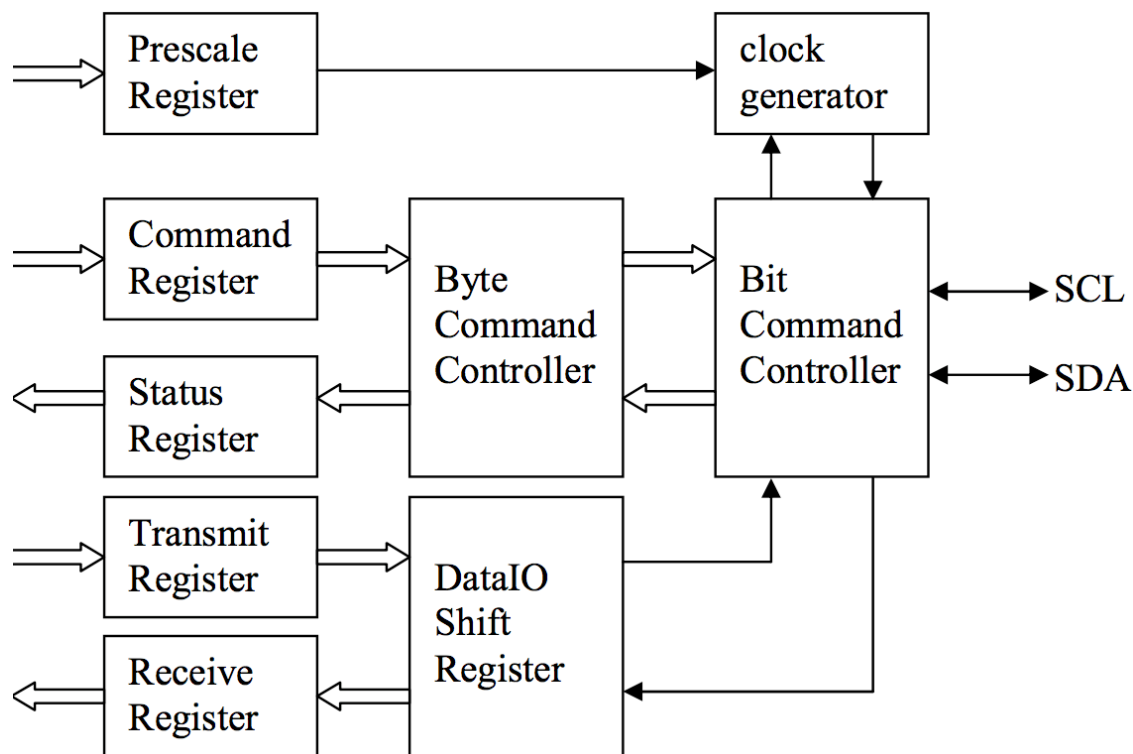 Prescale
Register
clock
generator
Command
Register
Byte
Command
Controller
Bit
Command
Controller
SCL
SDA
Status
Register
Transmit
Register
DataIO
Shift
Register
Receive
Register